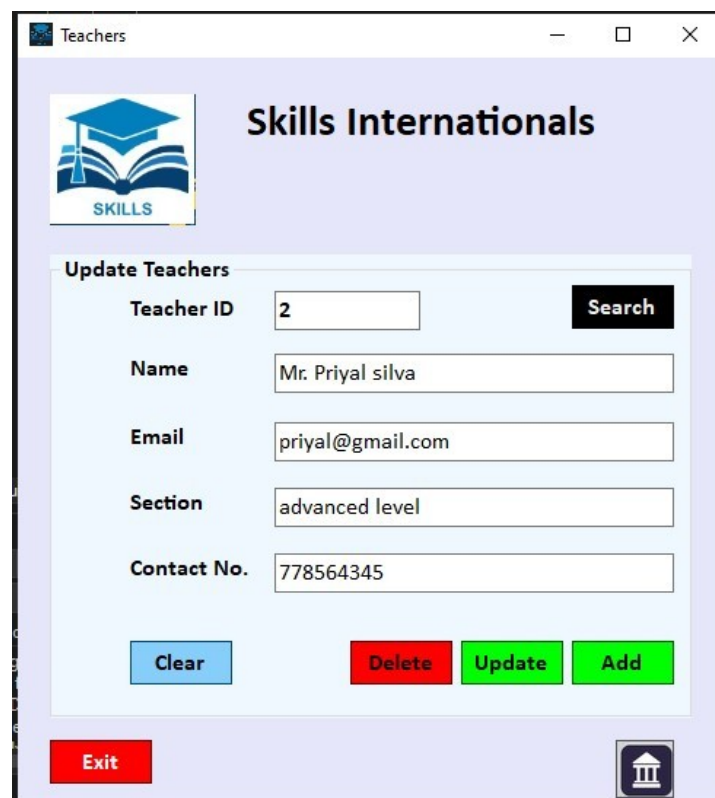 Teachers
Skills Internationals
SKILLS
Update Teachers
Teacher ID 2 Search
Name Mr. Priyal silva
Email priyal@gmail.com
Section advanced level
Contact No. 778564345
Clear Delete Update Add
Exit